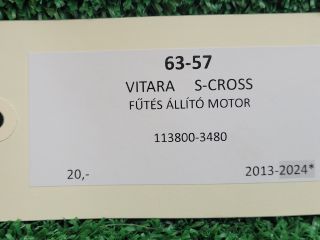 63-57
VITARA S-CROSS
FŰTÉS ÁLLÍTÓ MOTOR
113800-3480
20,- 2013-2024*